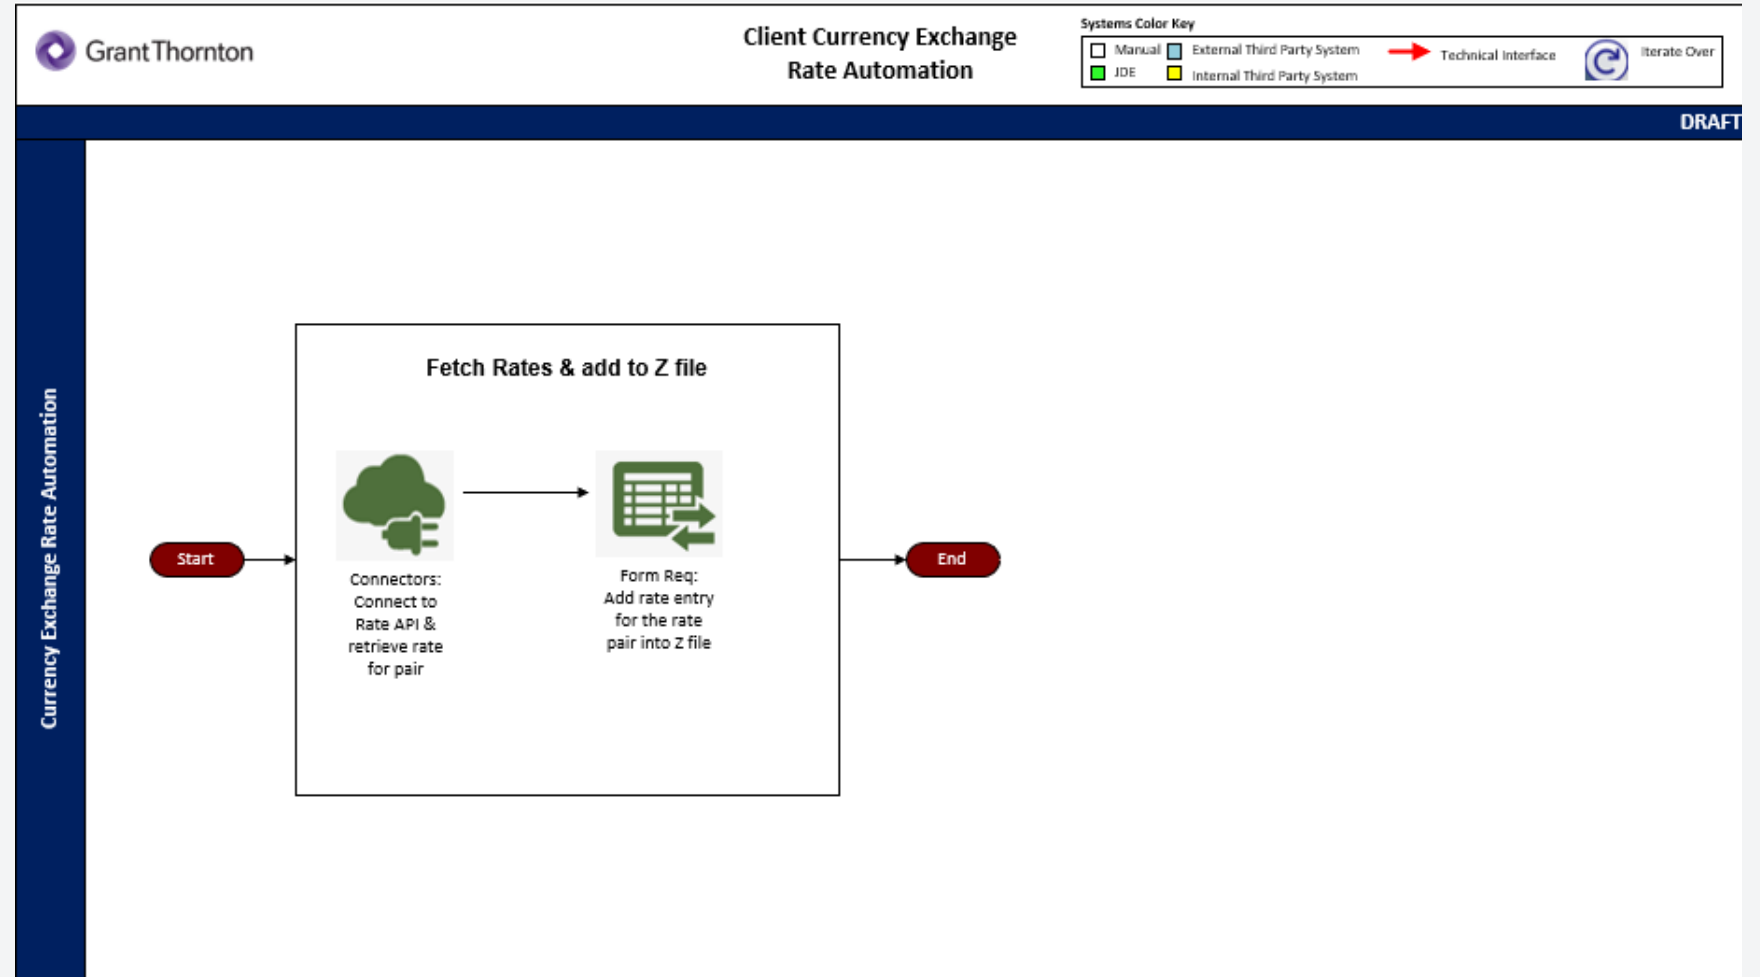 Grant Thornton
Client Currency Exchange
Rate Automation
Systems Color Key
Manual
External Third Party System
Technical Interface
Iterate Over
JDE
Internal Third Party System
DRAFT
Currency Exchange Rate Automation
Fetch Rates & add to Z file
Start
Connectors:
Connect to
Rate API &
retrieve rate
for pair
Form Req:
Add rate entry
for the rate
pair into Z file
End